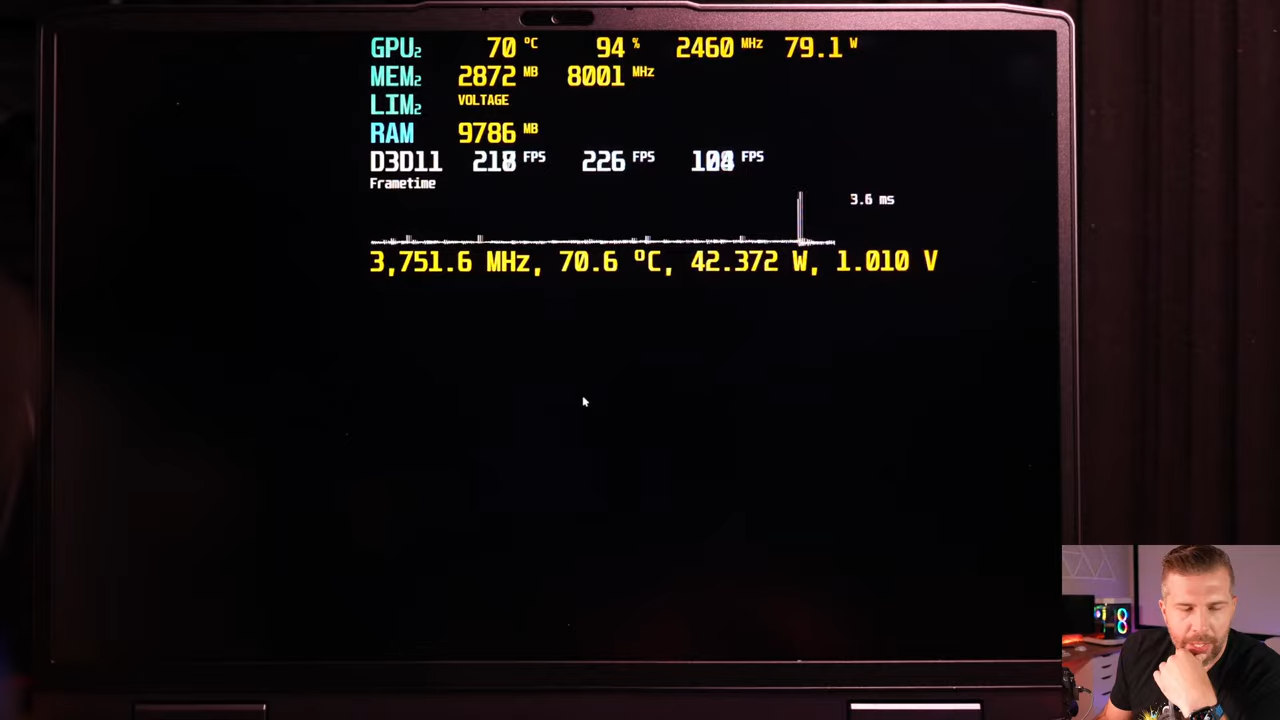 GPU2 70 °C 94 % 2460 MHz 79.1 W
MEM2 2872 MB 8001 MHz
LIM2 VOLTAGE
RAM 9786 MB
D3D11 FPS 226 FPS FPS
Frametime
3.6 ms
3,751.6 MHz, 70.6 °C, 42.372 W, 1.010 V